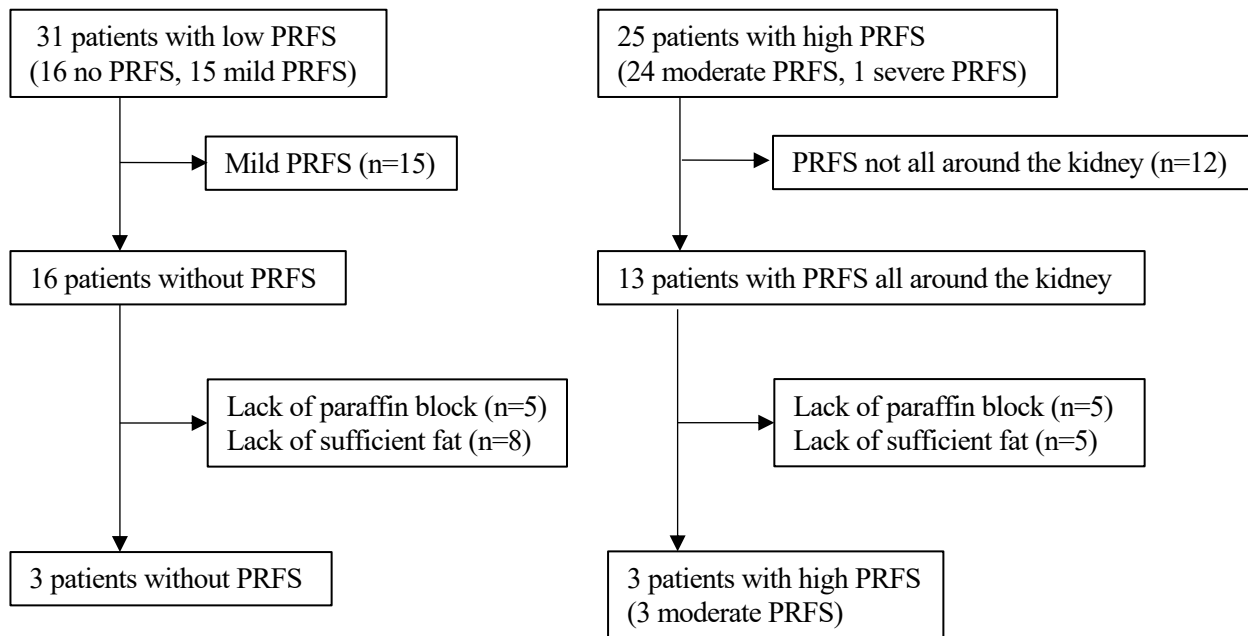 31 patients with low PRFS
(16 no PRFS, 15 mild PRFS)
Mild PRFS (n=15)
16 patients without PRFS
Lack of paraffin block (n=5)
Lack of sufficient fat (n=8)
3 patients without PRFS
25 patients with high PRFS
(24 moderate PRFS, 1 severe PRFS)
PRFS not all around the kidney (n=12)
13 patients with PRFS all around the kidney
Lack of paraffin block (n=5)
Lack of sufficient fat (n=5)
3 patients with high PRFS
(3 moderate PRFS)